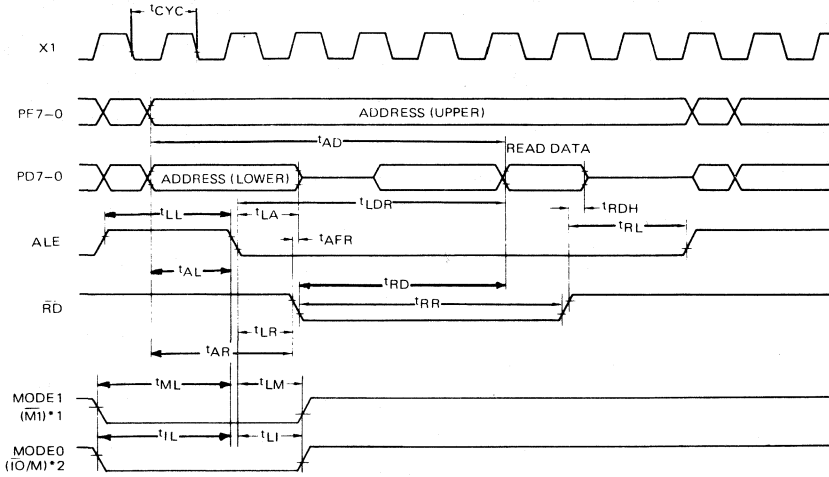 tCYC
X1
PF7-0
ADDRESS (UPPER)
tAD
READ DATA
PD7-0
ADDRESS (LOWER)
tLDR
tRDH
tLL
tLA
tRL
ALE
tAFR
tAL
tRD
tRR
RD
tLR
tAR
tML
tLM
MODE1
(M1)*1
tIL
tLI
MODE0
(IO/M)*2